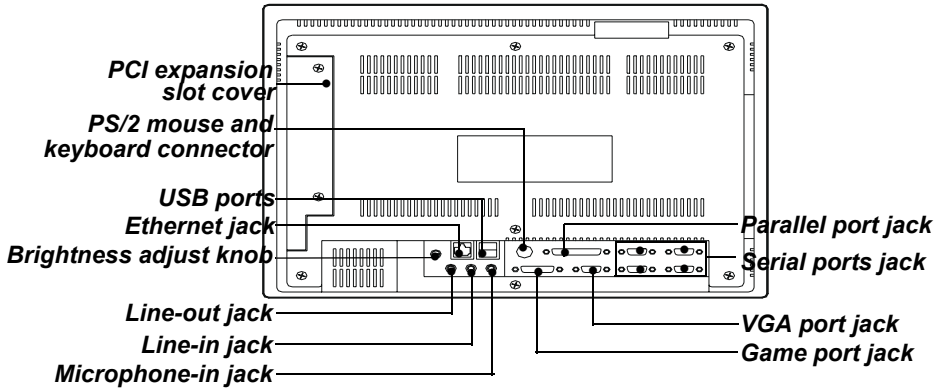 PCI expansion
slot cover
PS/2 mouse and
keyboard connector
USB ports
Ethernet jack
Brightness adjust knob
Line-out jack
Line-in jack
Microphone-in jack
Parallel port jack
Serial ports jack
VGA port jack
Game port jack